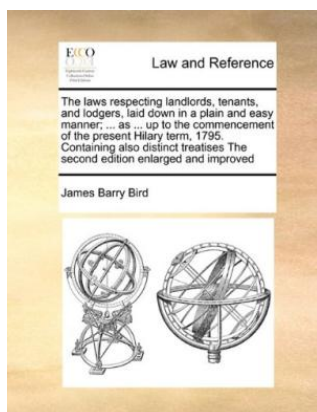 ECCO
Law and Reference
The laws respecting landlords, tenants,
and lodgers, laid down in a plain and easy
manner; ... as ... up to the commencement
of the present Hilary term, 1795.
Containing also distinct treatises The
second edition enlarged and improved
James Barry Bird